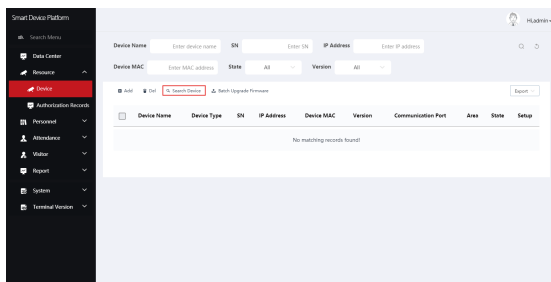 Smart Device Platform
Hi,admin
Search Menu
Device Name Enter device name SN Enter SN IP Address Enter IP address
Data Center
Device MAC Enter MAC address State All Version All
Resource
Device
Add Del Search Device Batch Upgrade Firmware Export
Authorization Records
Device Name Device Type SN IP Address Device MAC Version Communication Port Area State Setup
Personnel
Attendance
No matching records found!
Visitor
Report
System
Terminal Version